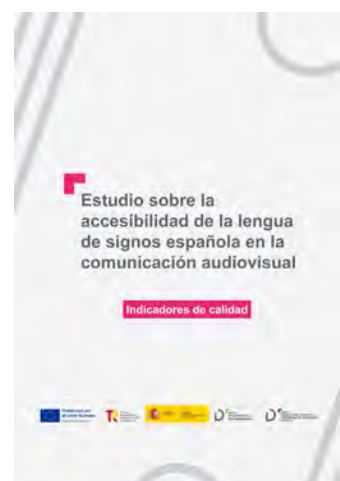 Estudio sobre la
accesibilidad de la lengua
de signos española en la
comunicación audiovisual
Indicadores de calidad